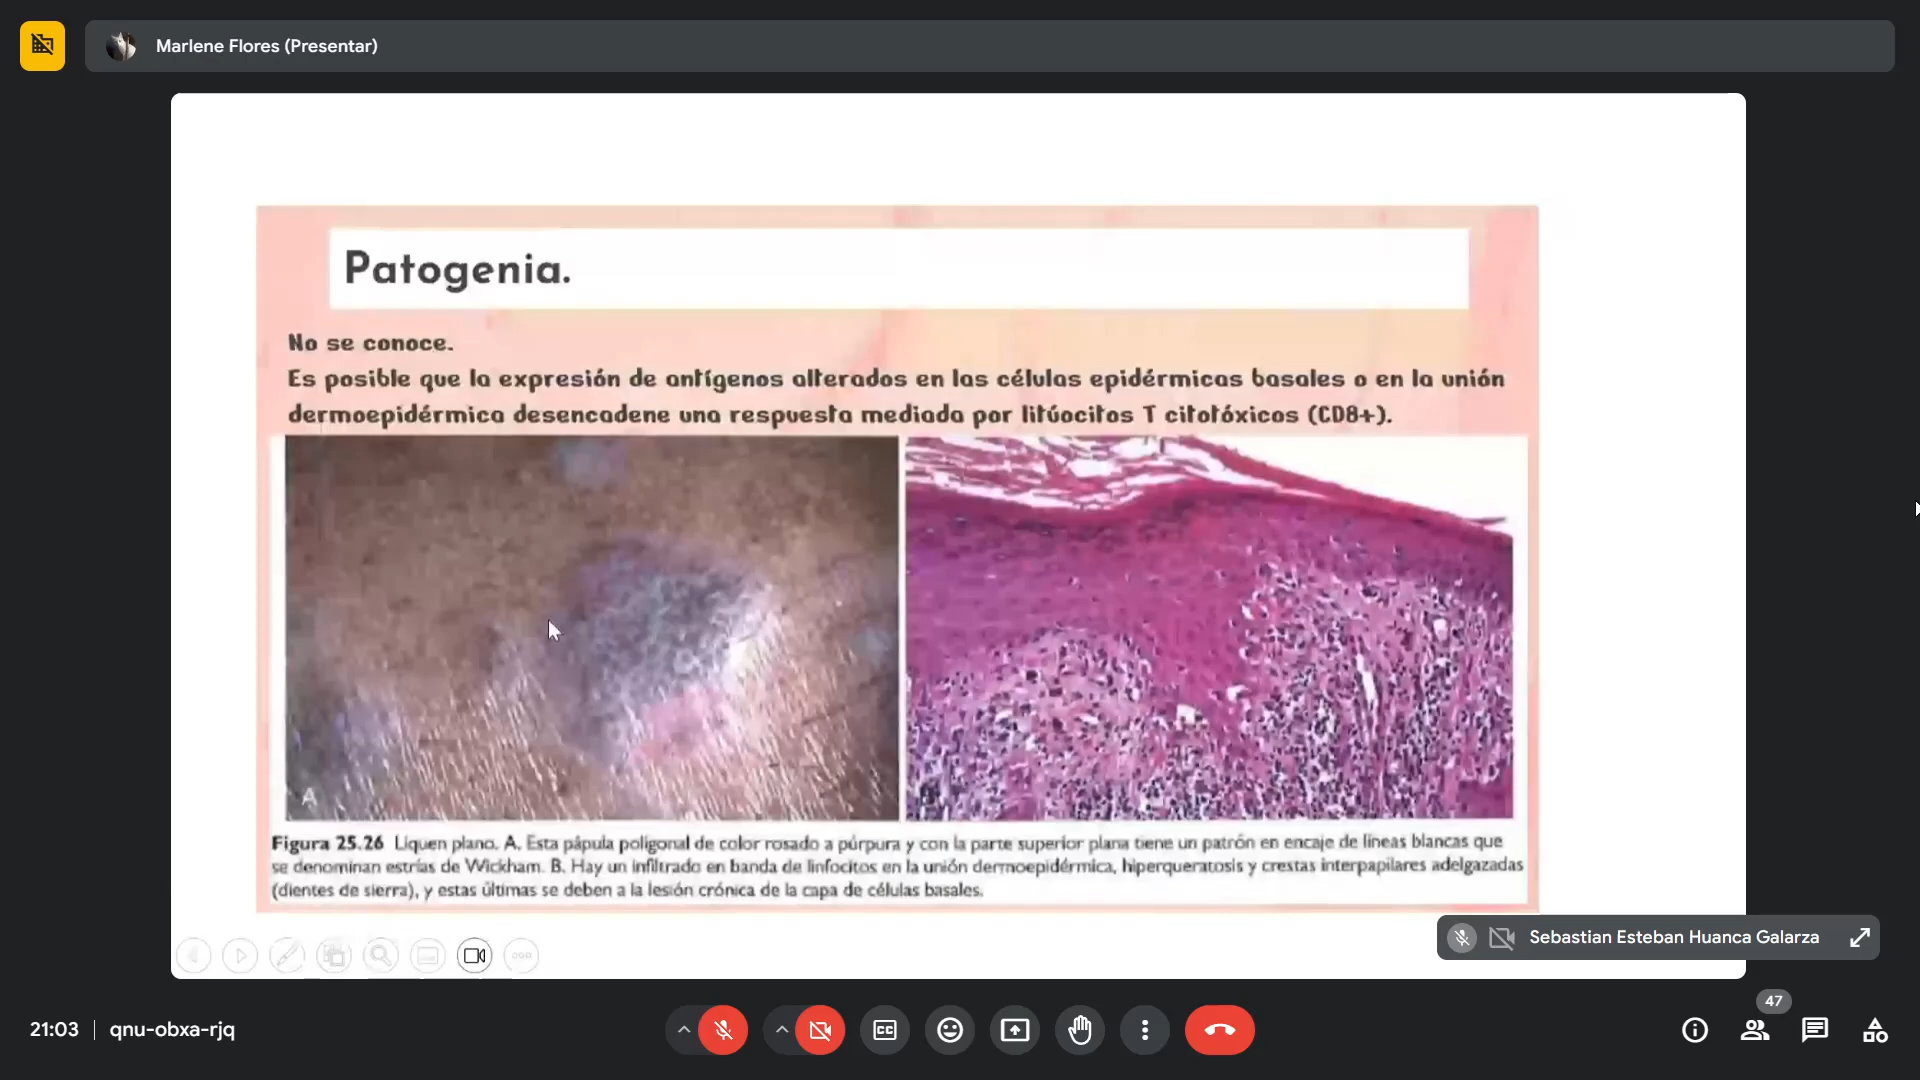 Marlene Flores (Presentar)
Patogenia.
No se conoce.
Es posible que la expresión de antígenos alterados en las células epidérmicas basales o en la unión
dermoepidérmica desencadene una respuesta mediada por litúocitos T citotóxicos (CD8+).
A
Figura 25.26 Liquen plano. A. Esta pápula poligonal de color rosado a púrpura y con la parte superior plana tiene un patrón en encaje de líneas blancas que
se denominan estrías de Wickham. B. Hay un infiltrado en banda de linfocitos en la unión dermoepidérmica, hiperqueratosis y crestas interpapilares adelgazadas
(dientes de sierra), y estas últimas se deben a la lesión crónica de la capa de células basales.
Sebastian Esteban Huanca Galarza
47
21:03 | qnu-obxa-rjq
CC